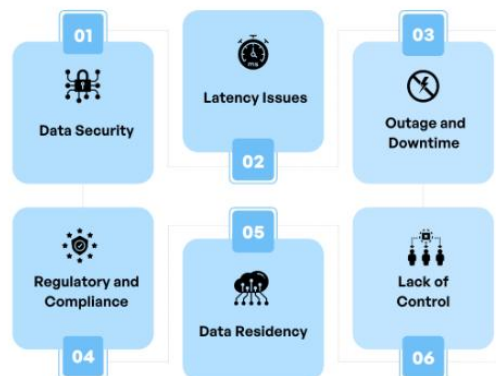 01
Data Security
ms
Latency Issues
02
03
Outage and
Downtime
Regulatory and
Compliance
04
05
Data Residency
Lack of
Control
06